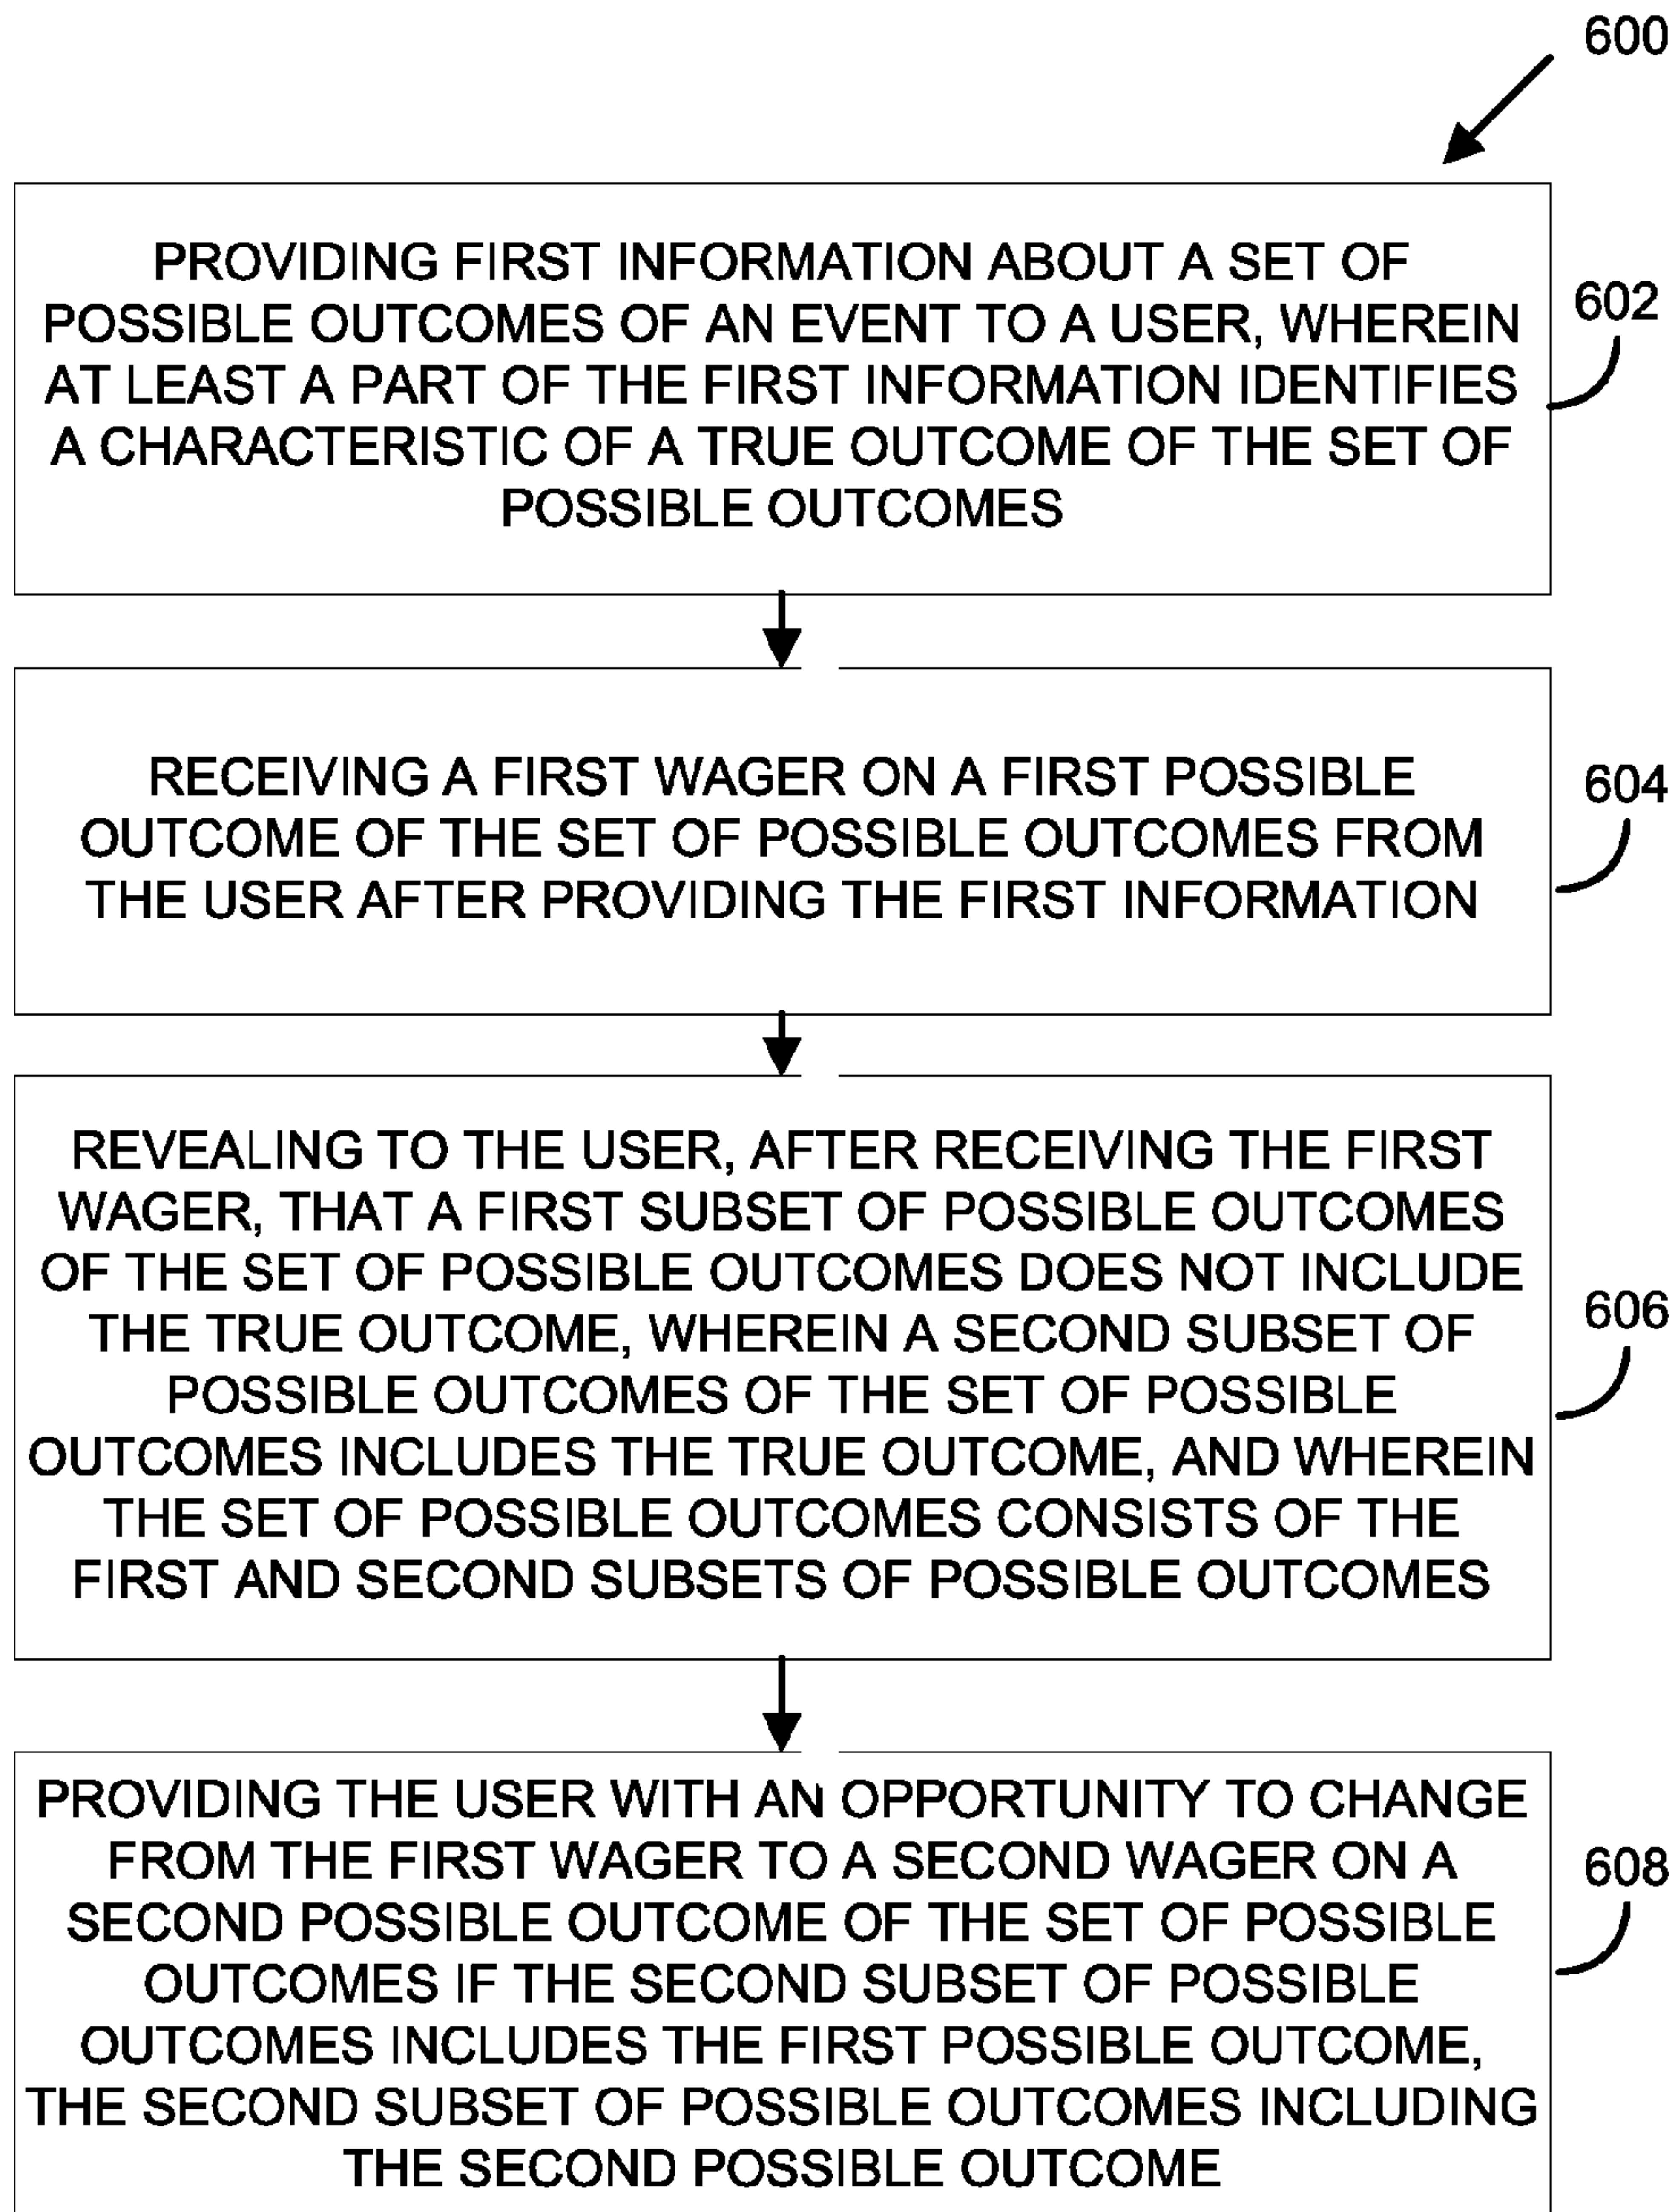 600
PROVIDING FIRST INFORMATION ABOUT A SET OF
POSSIBLE OUTCOMES OF AN EVENT TO A USER, WHEREIN
AT LEAST A PART OF THE FIRST INFORMATION IDENTIFIES
A CHARACTERISTIC OF A TRUE OUTCOME OF THE SET OF
POSSIBLE OUTCOMES
602
RECEIVING A FIRST WAGER ON A FIRST POSSIBLE
OUTCOME OF THE SET OF POSSIBLE OUTCOMES FROM
THE USER AFTER PROVIDING THE FIRST INFORMATION
604
REVEALING TO THE USER, AFTER RECEIVING THE FIRST
WAGER, THAT A FIRST SUBSET OF POSSIBLE OUTCOMES
OF THE SET OF POSSIBLE OUTCOMES DOES NOT INCLUDE
THE TRUE OUTCOME, WHEREIN A SECOND SUBSET OF
POSSIBLE OUTCOMES OF THE SET OF POSSIBLE
OUTCOMES INCLUDES THE TRUE OUTCOME, AND WHEREIN
THE SET OF POSSIBLE OUTCOMES CONSISTS OF THE
FIRST AND SECOND SUBSETS OF POSSIBLE OUTCOMES
606
PROVIDING THE USER WITH AN OPPORTUNITY TO CHANGE
FROM THE FIRST WAGER TO A SECOND WAGER ON A
SECOND POSSIBLE OUTCOME OF THE SET OF POSSIBLE
OUTCOMES IF THE SECOND SUBSET OF POSSIBLE
OUTCOMES INCLUDES THE FIRST POSSIBLE OUTCOME,
THE SECOND SUBSET OF POSSIBLE OUTCOMES INCLUDING
THE SECOND POSSIBLE OUTCOME
608